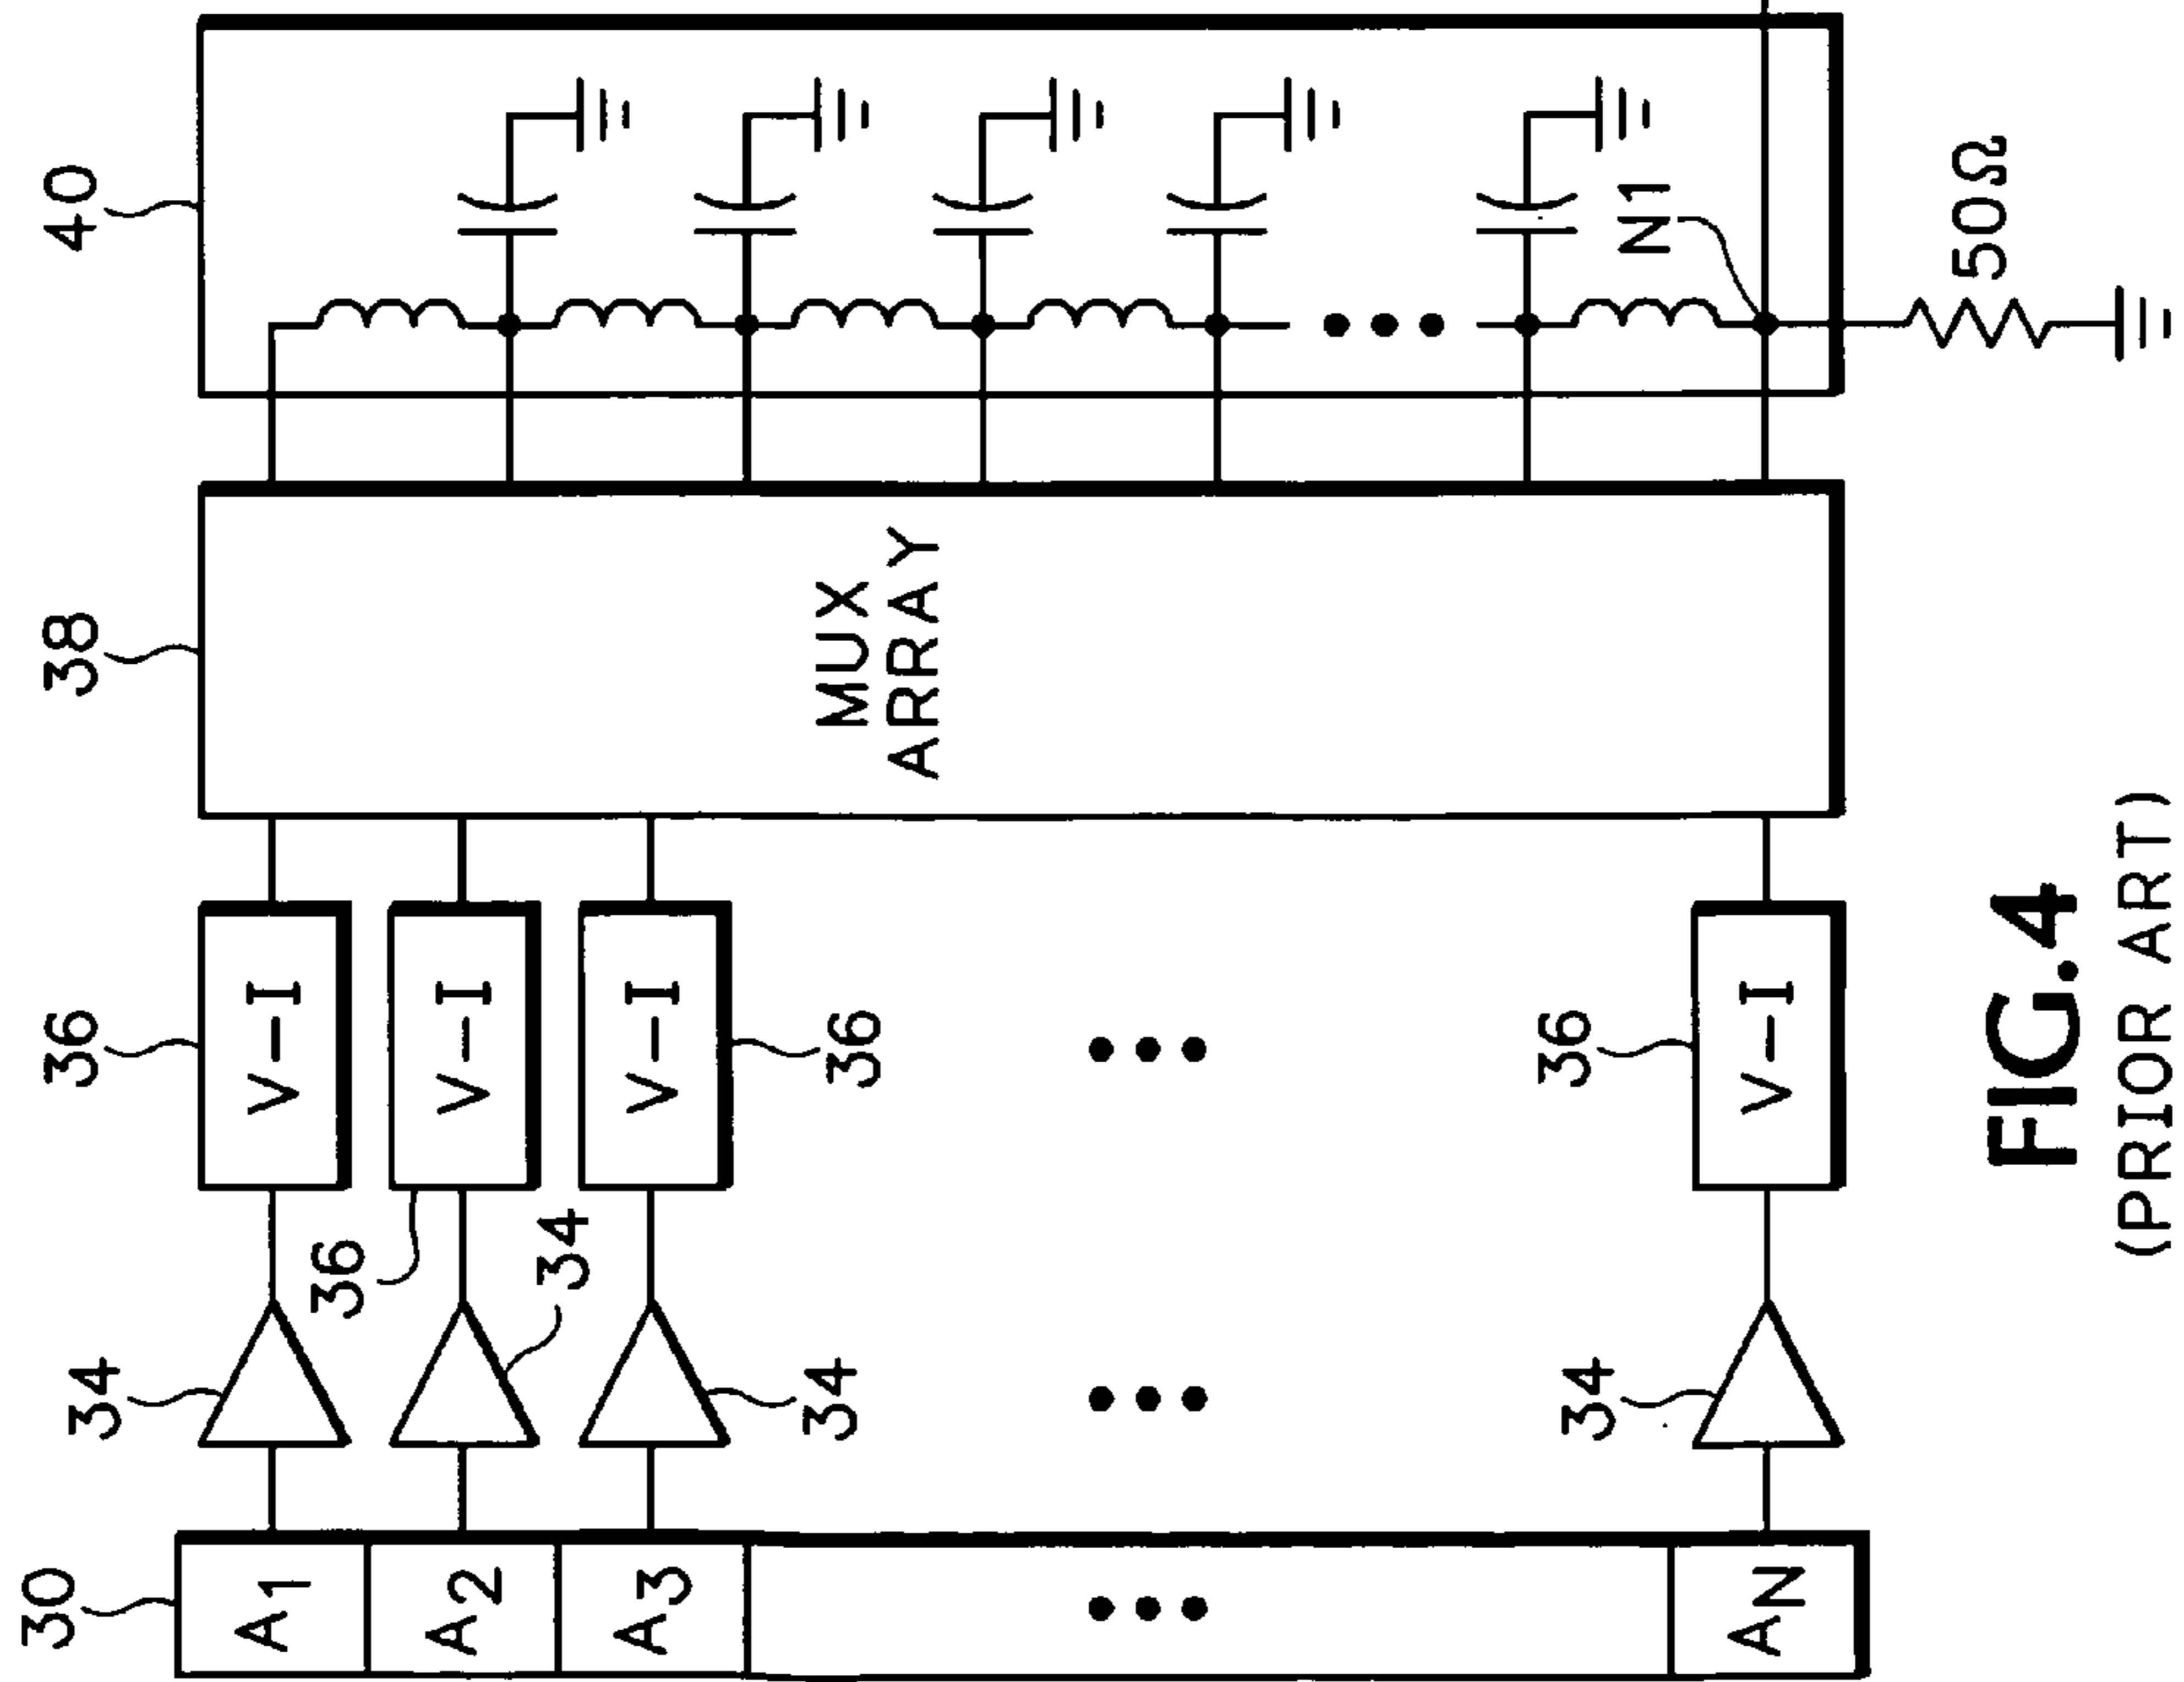 30
A1
A2
A3
AN
34
34
34
34
36
36
36
36
V-I
V-I
V-I
V-I
38
MUX
ARRAY
40
N1
50Ω
FIG.4
(PRIOR ART)